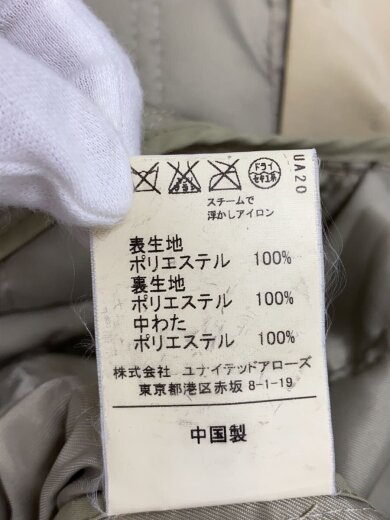 ドライ
セキユ系
UA20
スチームで
浮かしアイロン
表生地
ポリエステル 100%
裏生地
ポリエステル 100%
中わた
ポリエステル 100%
株式会社 ユナイテッドアローズ
東京都港区赤坂 8-1-19
中国製